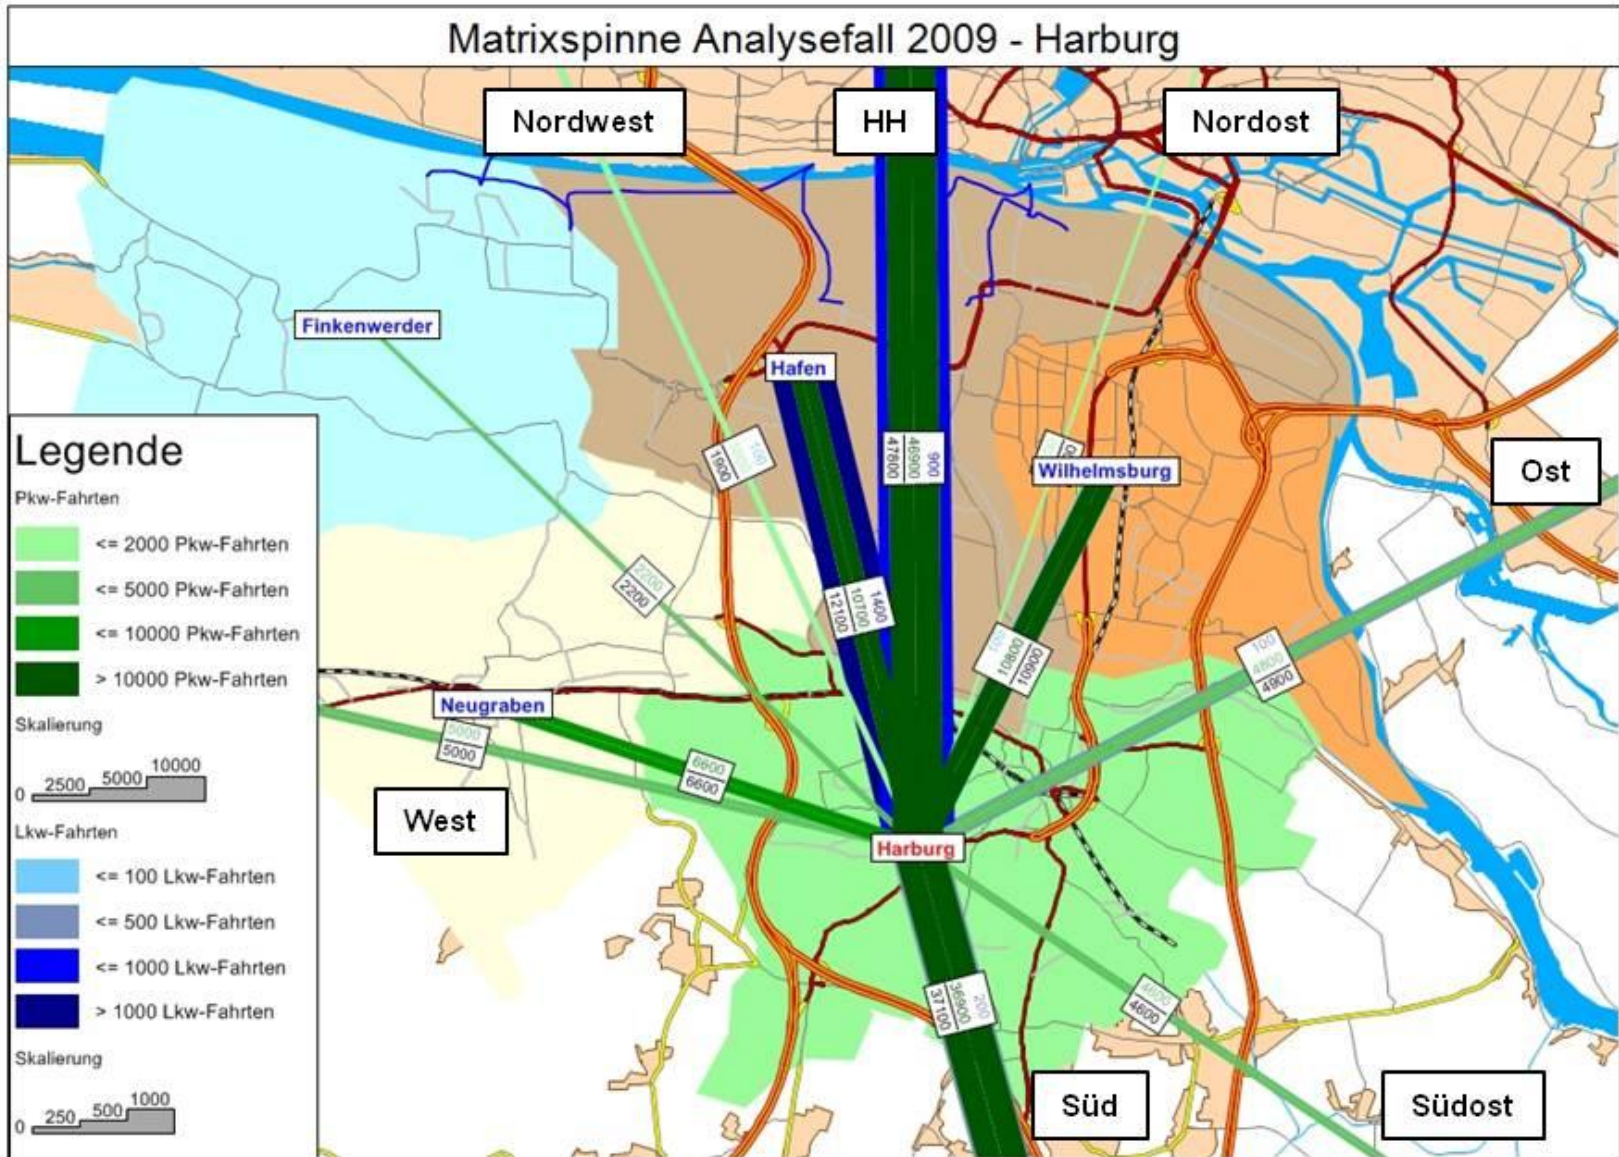 Matrixspinne Analysefall 2009 - Harburg
Nordwest
HH
Nordost
Finkenwerder
Hafen
Wilhelmsburg
Ost
100
1900
900
46900
47800
2200
2200
1400
10700
12100
10800
10900
100
4800
4900
Neugraben
5000
5000
6600
6600
West
Harburg
200
36900
37100
4600
4600
Süd
Südost
Legende
Pkw-Fahrten
<= 2000 Pkw-Fahrten
<= 5000 Pkw-Fahrten
<= 10000 Pkw-Fahrten
> 10000 Pkw-Fahrten
Skalierung
0 2500 5000 10000
Lkw-Fahrten
<= 100 Lkw-Fahrten
<= 500 Lkw-Fahrten
<= 1000 Lkw-Fahrten
> 1000 Lkw-Fahrten
Skalierung
0 250 500 1000